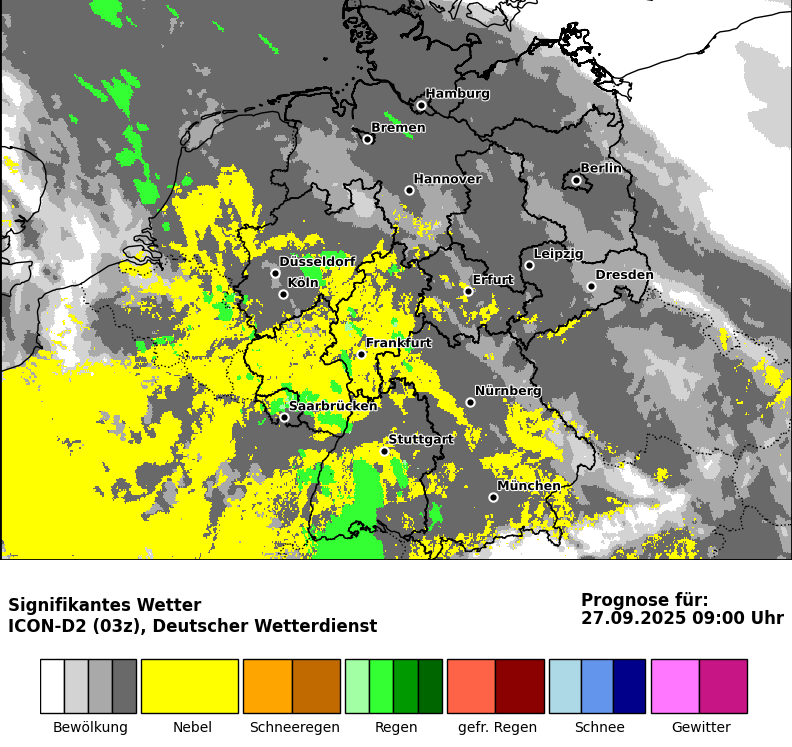 Hamburg
Bremen
Berlin
Hannover
Leipzig
Düsseldorf
Dresden
Erfurt
Köln
Frankfurt
Nürnberg
Saarbrücken
Stuttgart
München
Signifikantes Wetter
ICON-D2 (03z), Deutscher Wetterdienst
Prognose für:
27.09.2025 09:00 Uhr
Bewölkung Nebel Schneeregen Regen gefr. Regen Schnee Gewitter